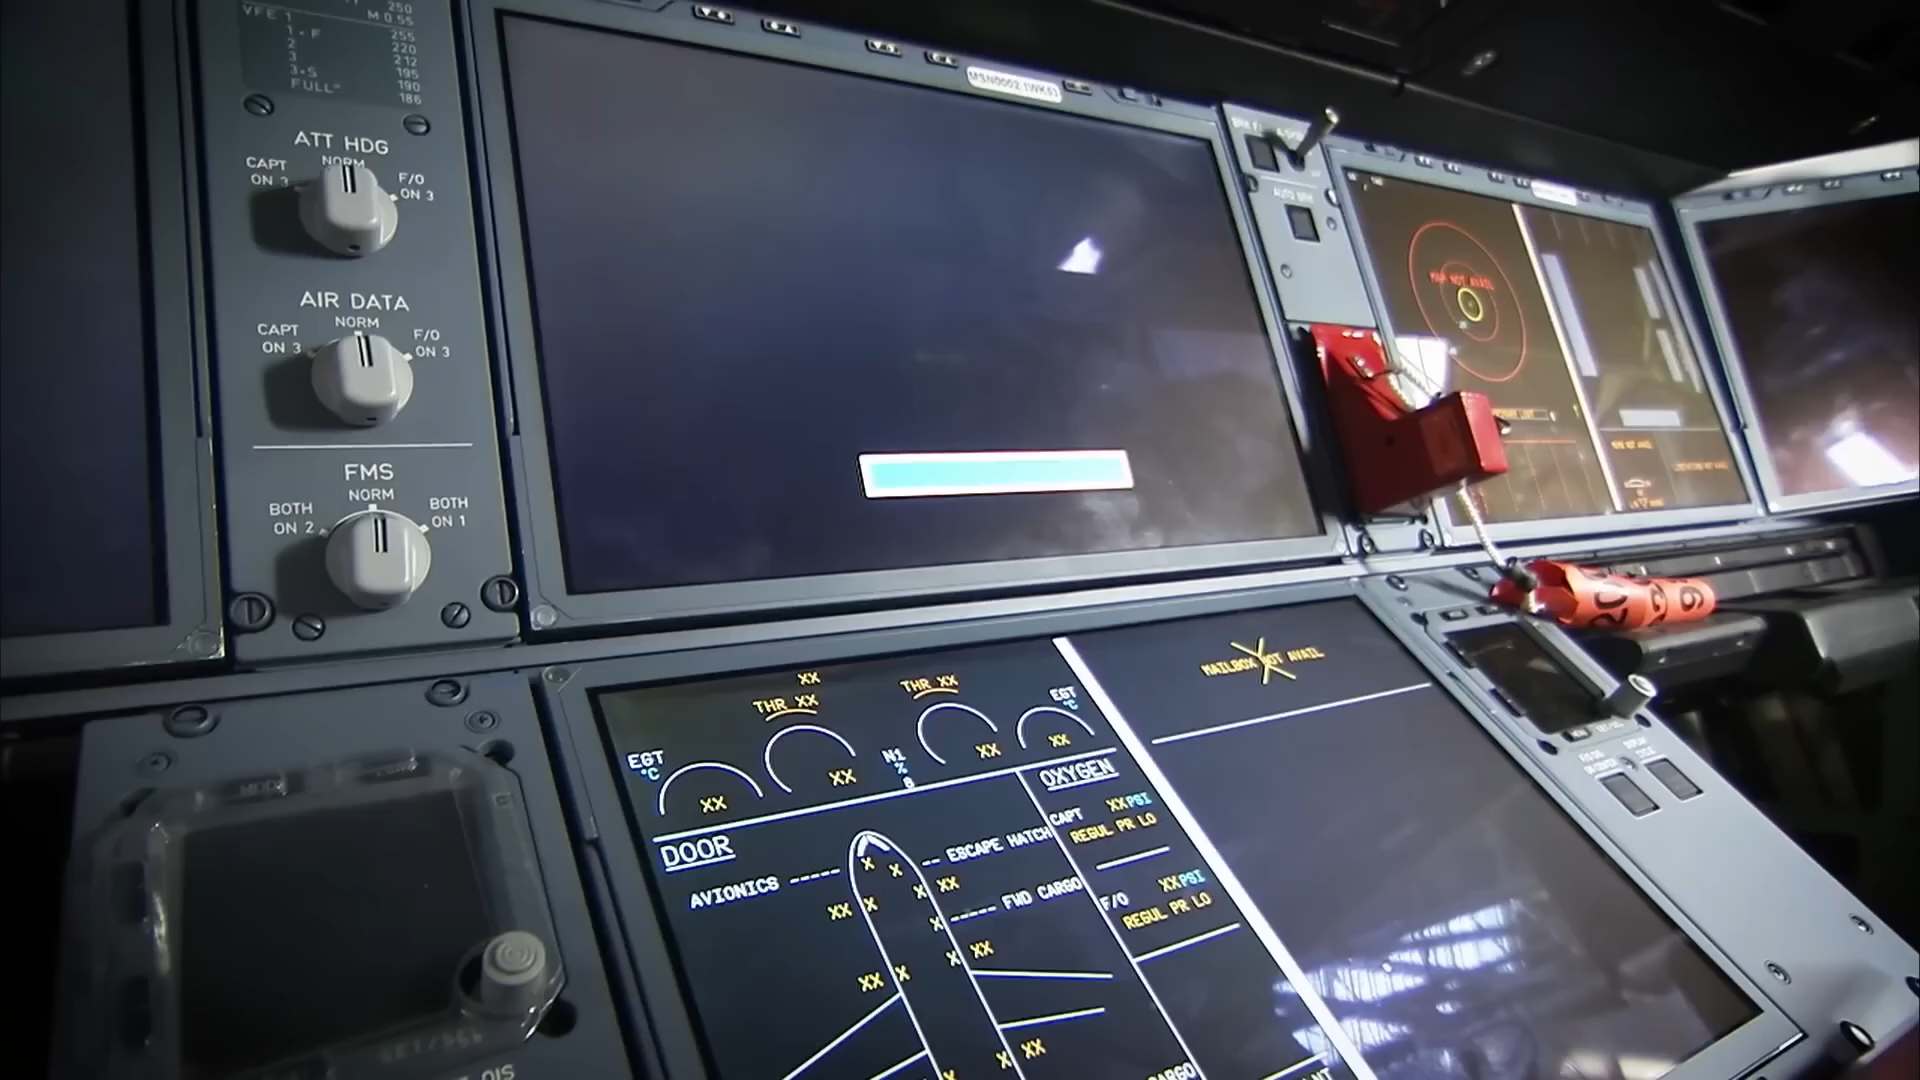 250
VFE 1 M 0.55
1+F 255
2 220
3 212
3-S 195
FULL 190
186
ATT HDG
CAPT ON 3
NORM
F/O ON 3
AIR DATA
CAPT ON 3
NORM
F/O ON 3
FMS
BOTH ON 2
NORM
BOTH ON 1
MSN0002 (WK6)
AUTO BRK
MAP NOT AVAIL
XX
THR XX
THR XX
EGT °C
XX
XX
N1 %
XX
EGT °C
XX
MAILBOX NOT AVAIL
DOOR
OXYGEN
AVIONICS
ESCAPE HATCH
CAPT XX PSI
REGUL PR LO
XX
XX
FWD CARGO
F/O XX PSI
REGUL PR LO
XX
XX
XX
CARGO